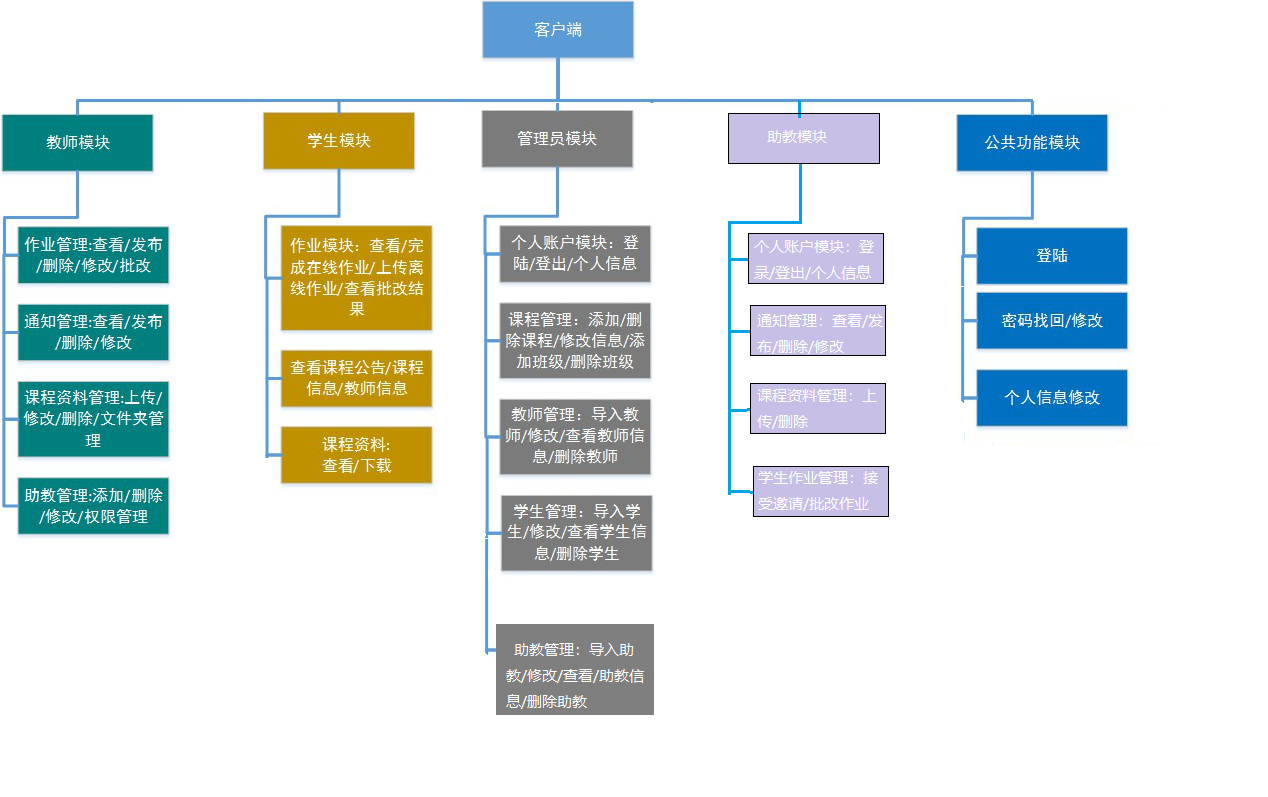 客户端
教师模块
学生模块
管理员模块
助教模块
公共功能模块
作业管理:查看/发布
/删除/修改/批改
通知管理:查看/发布
/删除/修改
课程资料管理:上传/
修改/删除/文件夹管
理
助教管理:添加/删除
/修改/权限管理
作业模块：查看/完
成在线作业/上传离
线作业/查看批改结
果
查看课程公告/课程
信息/教师信息
课程资料:
查看/下载
个人账户模块：登
陆/登出/个人信息
课程管理：添加/删
除课程/修改信息/添
加班级/删除班级
教师管理：导入教
师/修改/查看教师信
息/删除教师
学生管理：导入学
生/修改/查看学生信
息/删除学生
助教管理：导入助
教/修改/查看/助教信
息/删除助教
个人账户模块：登
录/登出/个人信息
通知管理：查看/发
布/删除/修改
课程资料管理：上
传/删除
学生作业管理：接
受邀请/批改作业
登陆
密码找回/修改
个人信息修改